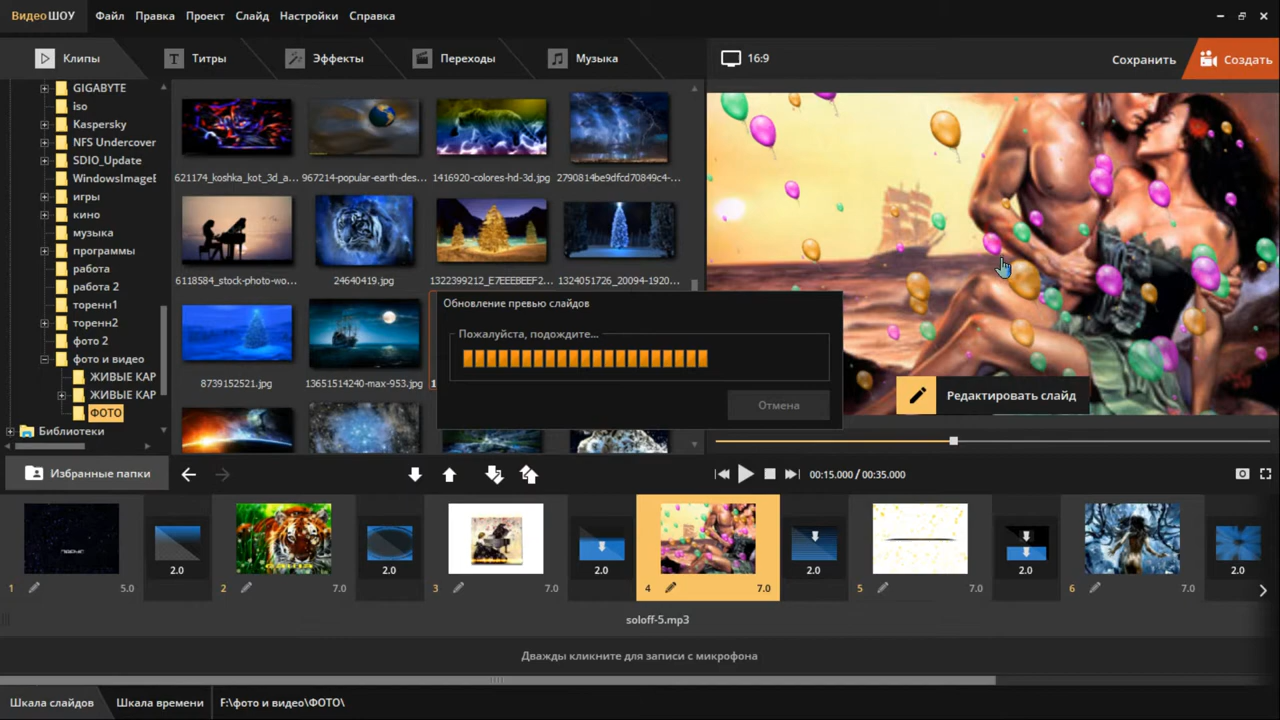 ВидеоШОУ Файл Правка Проект Слайд Настройки Справка
Клипы Титры Эффекты Переходы Музыка 16:9 Сохранить Создать
GIGABYTE
iso
Kaspersky
NFS Undercover
SDIO_Update
WindowsImageE
игры
кино
музыка
программы
работа
работа 2
торенн1
торенн2
фото 2
фото и видео
ЖИВЫЕ КАР
ЖИВЫЕ КАР
ФОТО
Библиотеки
621174_koshka_kot_3d_a... 967214-popular-earth-des... 1416920-colores-hd-3d.jpg 2790814be9dfcd70849c4-...
6118584_stock-photo-wo... 24640419.jpg 1322399212_E7EEEBEEF2... 1324051726_20094-1920...
8739152521.jpg 13651514240-max-953.jpg 1
Обновление превью слайдов
Пожалуйста, подождите...
Отмена
Редактировать слайд
Избранные папки 00:15.000 / 00:35.000
2.0 2.0 2.0 2.0 2.0 2.0
1 5.0 2 7.0 3 7.0 4 7.0 5 7.0 6 7.0
soloff-5.mp3
Дважды кликните для записи с микрофона
Шкала слайдов Шкала времени F:\фото и видео\ФОТО\